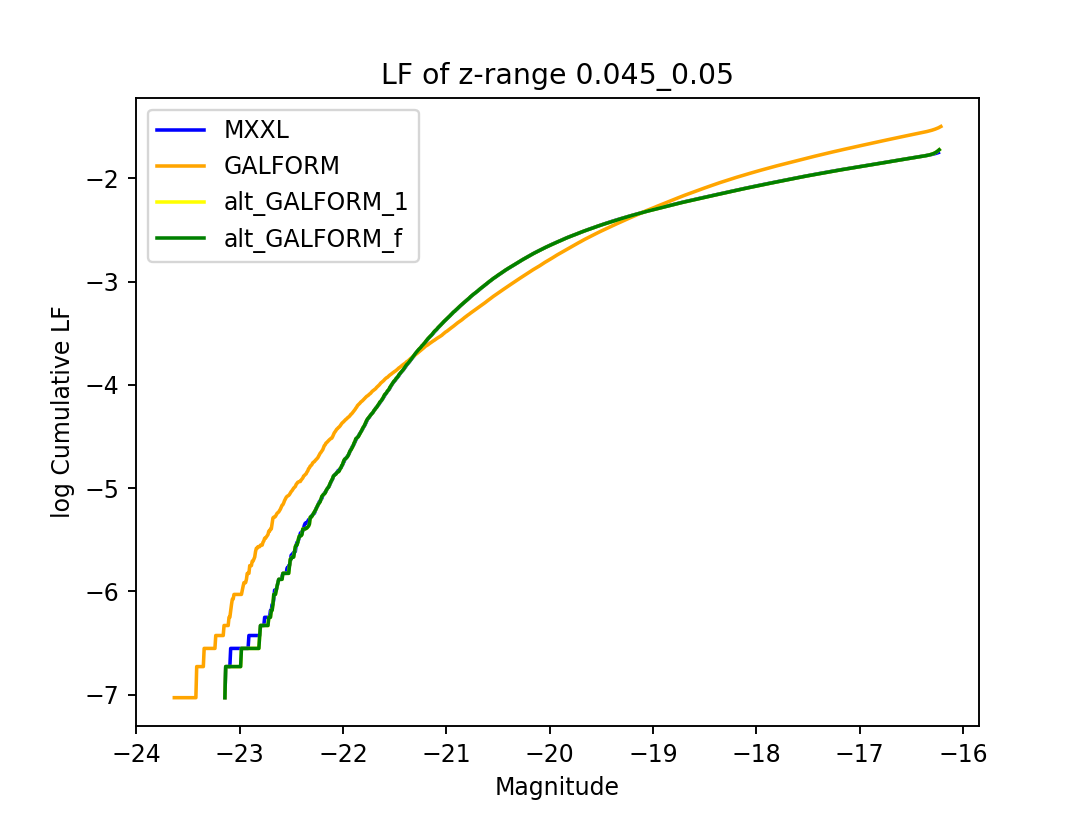 LF of z-range 0.045_0.05
MXXL
GALFORM
alt_GALFORM_1
alt_GALFORM_f
log Cumulative LF
−2
−3
−4
−5
−6
−7
−24
−23
−22
−21
−20
−19
−18
−17
−16
Magnitude